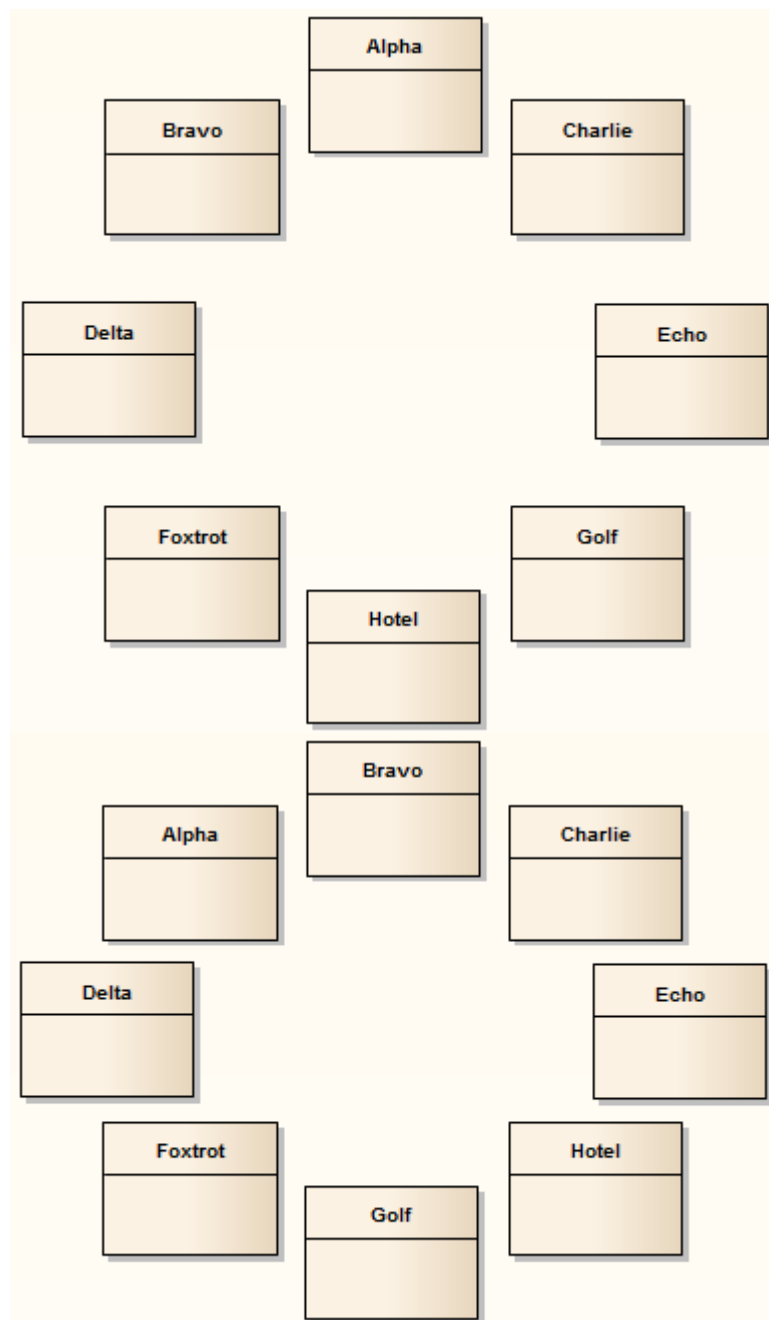 Alpha
Bravo
Charlie
Delta
Echo
Foxtrot
Golf
Hotel
Bravo
Alpha
Charlie
Delta
Echo
Foxtrot
Hotel
Golf